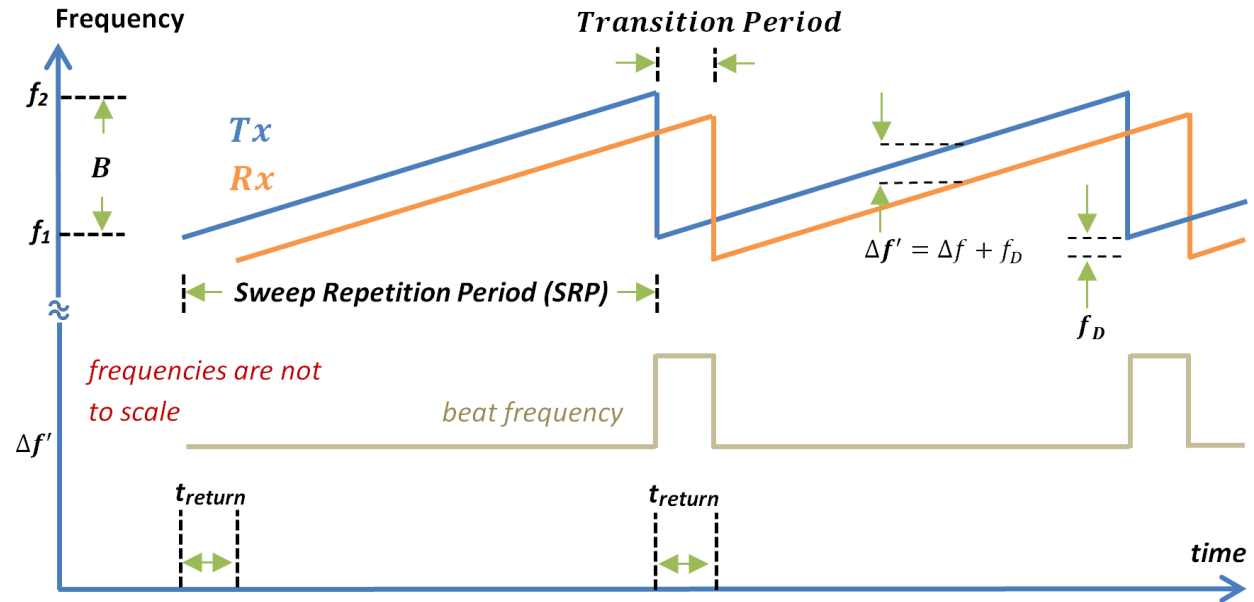 Frequency
Transition Period
f2
Tx
B
Rx
f1
Δf' = Δf + fD
Sweep Repetition Period (SRP)
fD
≈
frequencies are not
to scale
beat frequency
Δf'
treturn
treturn
time